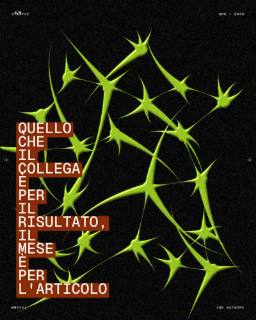 QUELLO
CHE
IL
COLLEGA
È
PER
IL
RISULTATO,
IL
MESE
È
PER
L'ARTICOLO